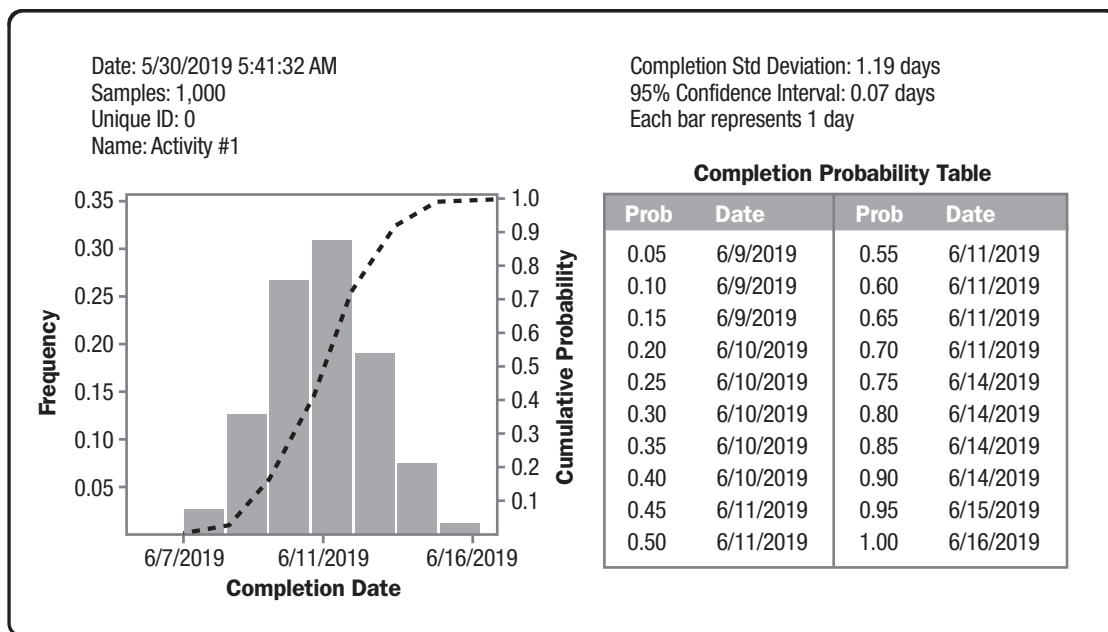 Date: 5/30/2019 5:41:32 AM
Samples: 1,000
Unique ID: 0
Name: Activity #1
Completion Std Deviation: 1.19 days
95% Confidence Interval: 0.07 days
Each bar represents 1 day
Frequency
0.35
0.30
0.25
0.20
0.15
0.10
0.05
1.0
0.9
0.8
0.7
0.6
0.5
0.4
0.3
0.2
0.1
Cumulative Probability
6/7/2019 6/11/2019 6/16/2019
Completion Date
Completion Probability Table
Prob Date Prob Date
0.05 6/9/2019 0.55 6/11/2019
0.10 6/9/2019 0.60 6/11/2019
0.15 6/9/2019 0.65 6/11/2019
0.20 6/10/2019 0.70 6/11/2019
0.25 6/10/2019 0.75 6/14/2019
0.30 6/10/2019 0.80 6/14/2019
0.35 6/10/2019 0.85 6/14/2019
0.40 6/10/2019 0.90 6/14/2019
0.45 6/11/2019 0.95 6/15/2019
0.50 6/11/2019 1.00 6/16/2019